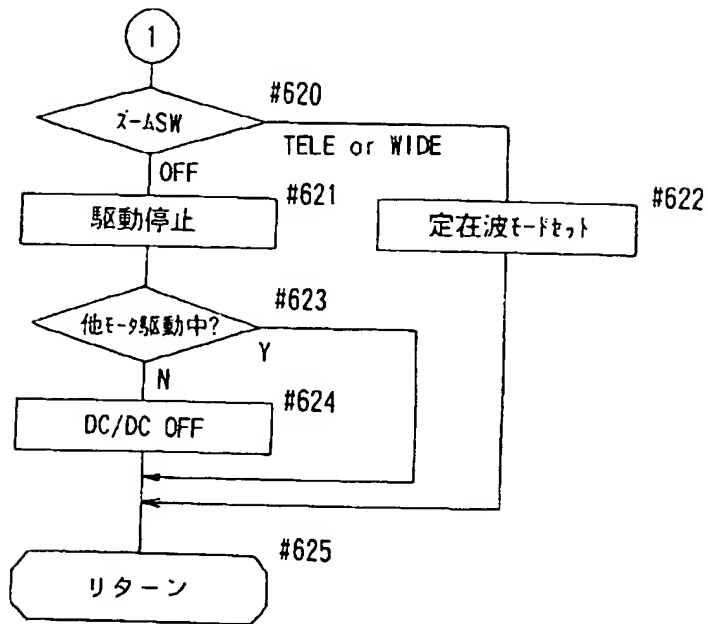 1
#620
ズームSW
TELE or WIDE
OFF
#621
駆動停止
#622
定在波モードセット
#623
他モータ駆動中?
Y
N
#624
DC/DC OFF
#625
リターン